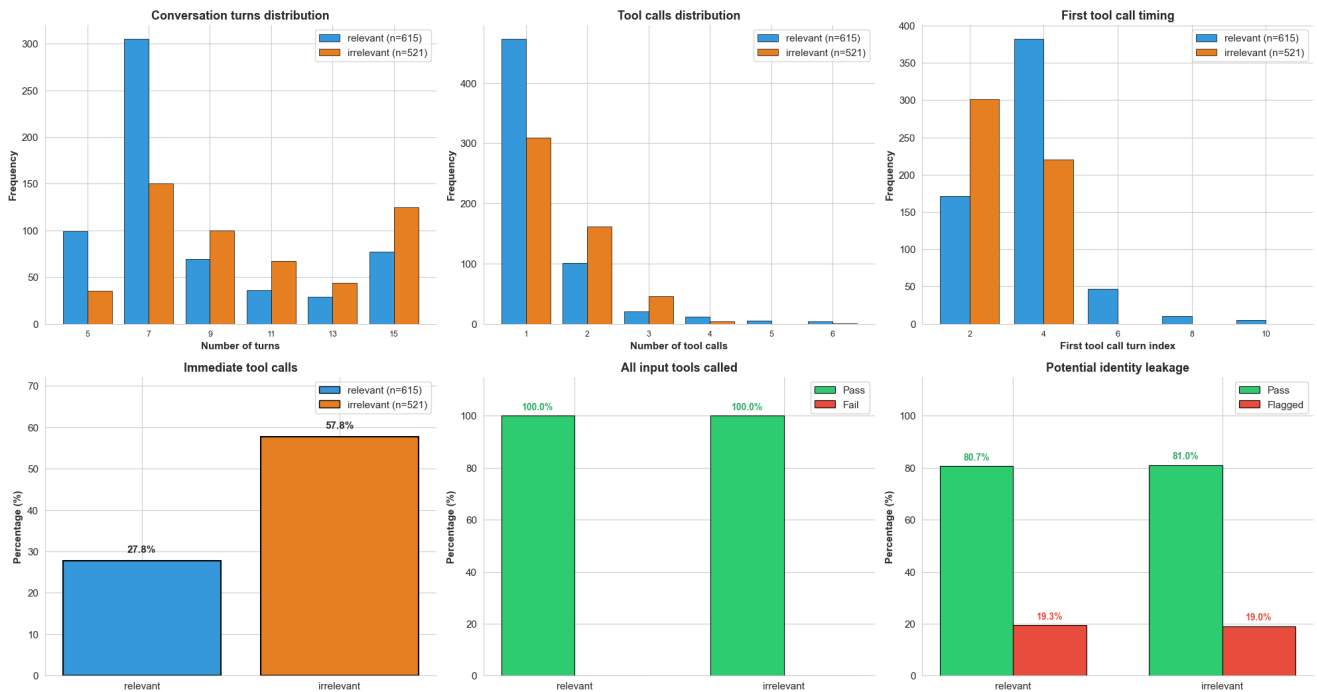 Conversation turns distribution
relevant (n=615)
irrelevant (n=521)
Frequency
300
250
200
150
100
50
0
5 7 9 11 13 15
Number of turns
Tool calls distribution
relevant (n=615)
irrelevant (n=521)
Frequency
400
300
200
100
0
1 2 3 4 5 6
Number of tool calls
First tool call timing
relevant (n=615)
irrelevant (n=521)
Frequency
400
350
300
250
200
150
100
50
0
2 4 6 8 10
First tool call turn index
Immediate tool calls
relevant (n=615)
irrelevant (n=521)
Percentage (%)
70
60
50
40
30
20
10
0
27.8%
57.8%
relevant irrelevant
All input tools called
Pass
Fail
Percentage (%)
100
80
60
40
20
0
100.0%
100.0%
relevant irrelevant
Potential identity leakage
Pass
Flagged
Percentage (%)
100
80
60
40
20
0
80.7%
19.3%
81.0%
19.0%
relevant irrelevant